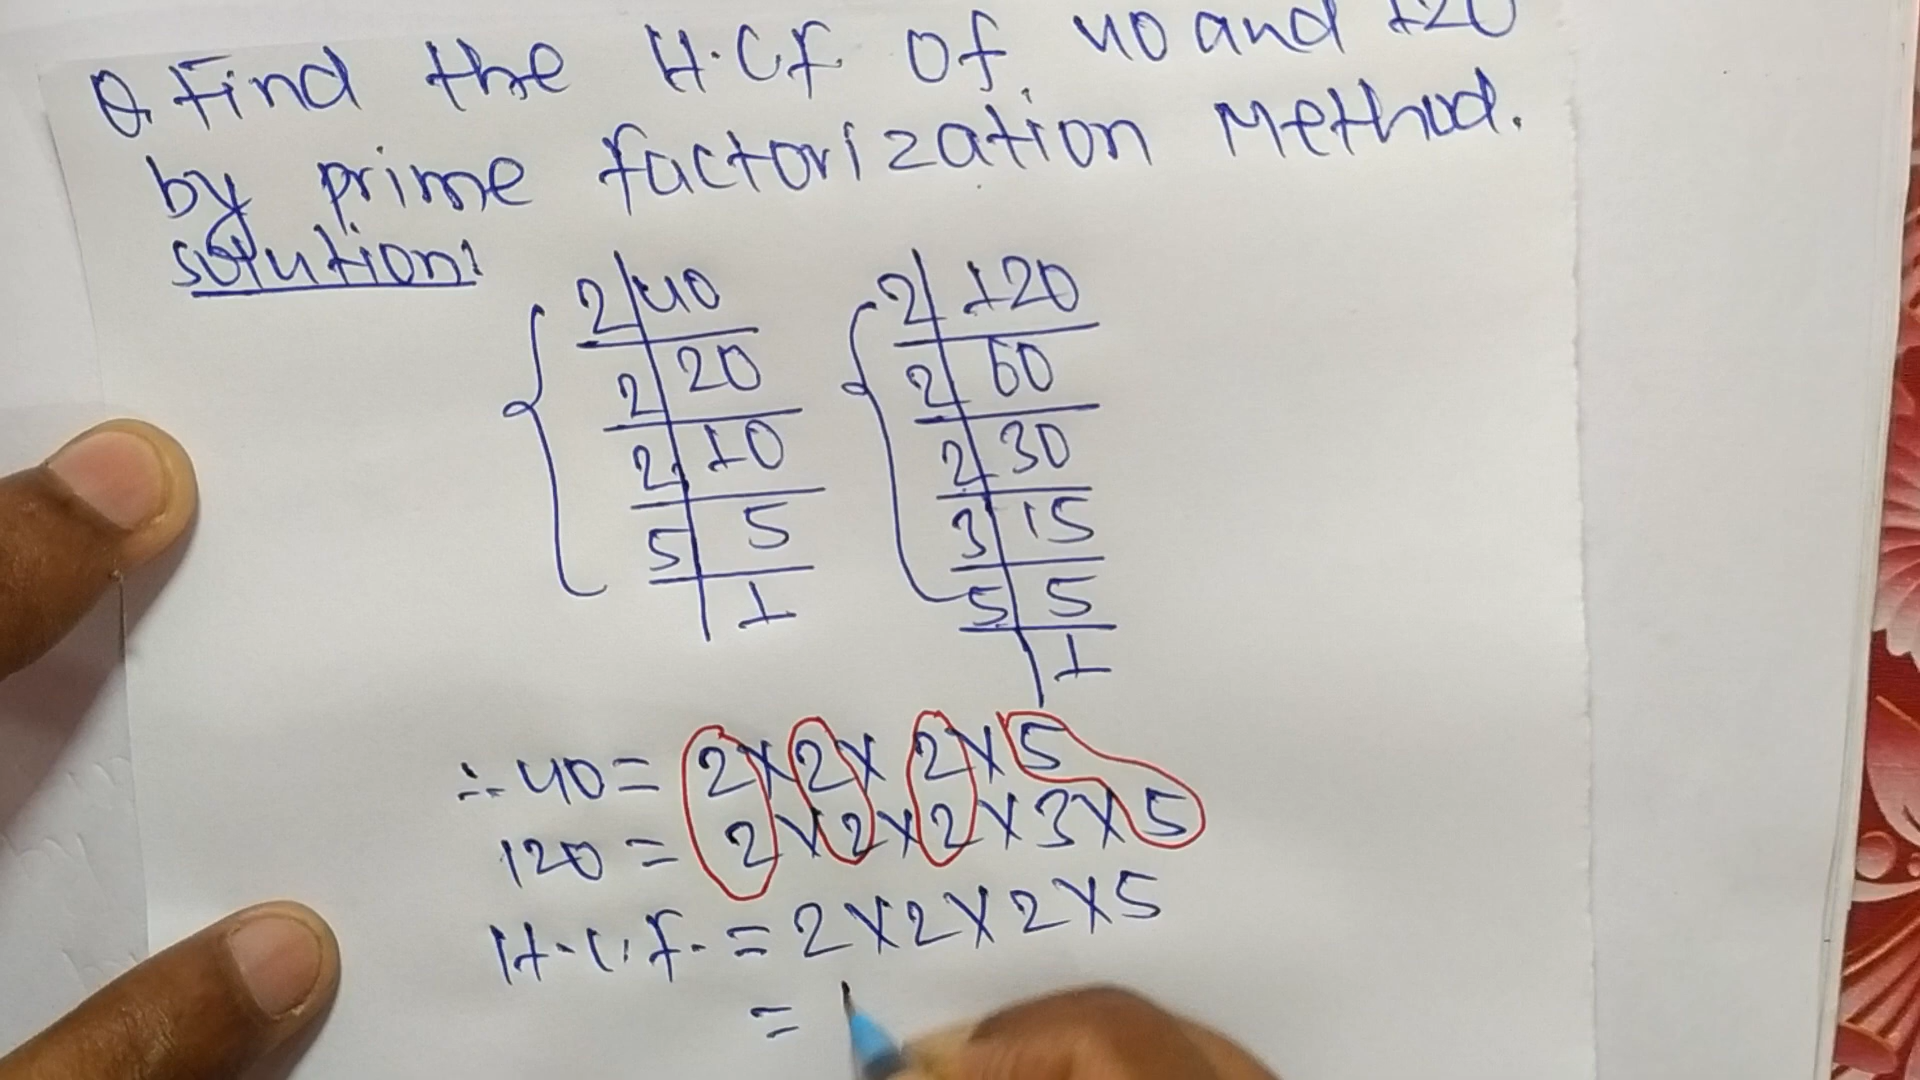 Q. Find the H.C.F. Of 40 and 120
by prime factorization Method.
solution:
2 40
2 20
2 10
5 5
1
2 120
2 60
2 30
3 15
5 5
1
∴ 40 = 2×2×2×5
120 = 2×2×2×3×5
H.C.F. = 2×2×2×5
=